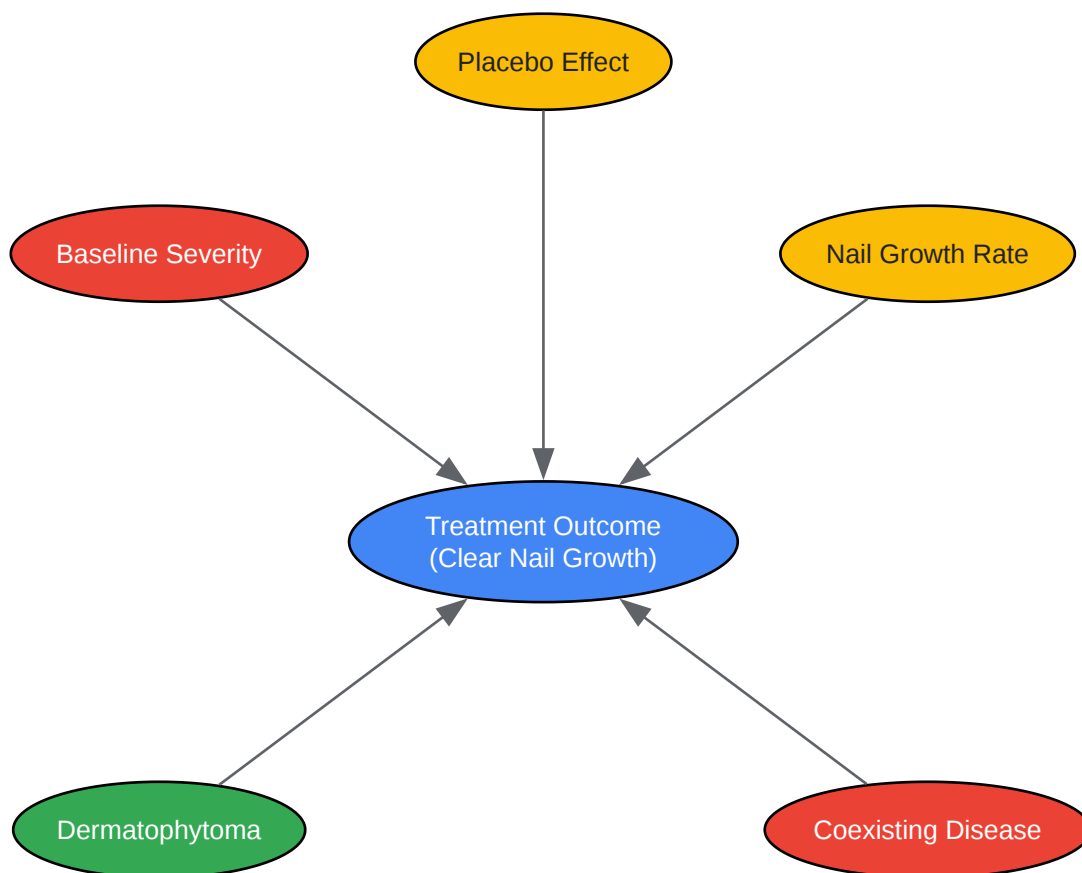 Placebo Effect
Baseline Severity
Nail Growth Rate
Treatment Outcome
(Clear Nail Growth)
Dermatophytoma
Coexisting Disease